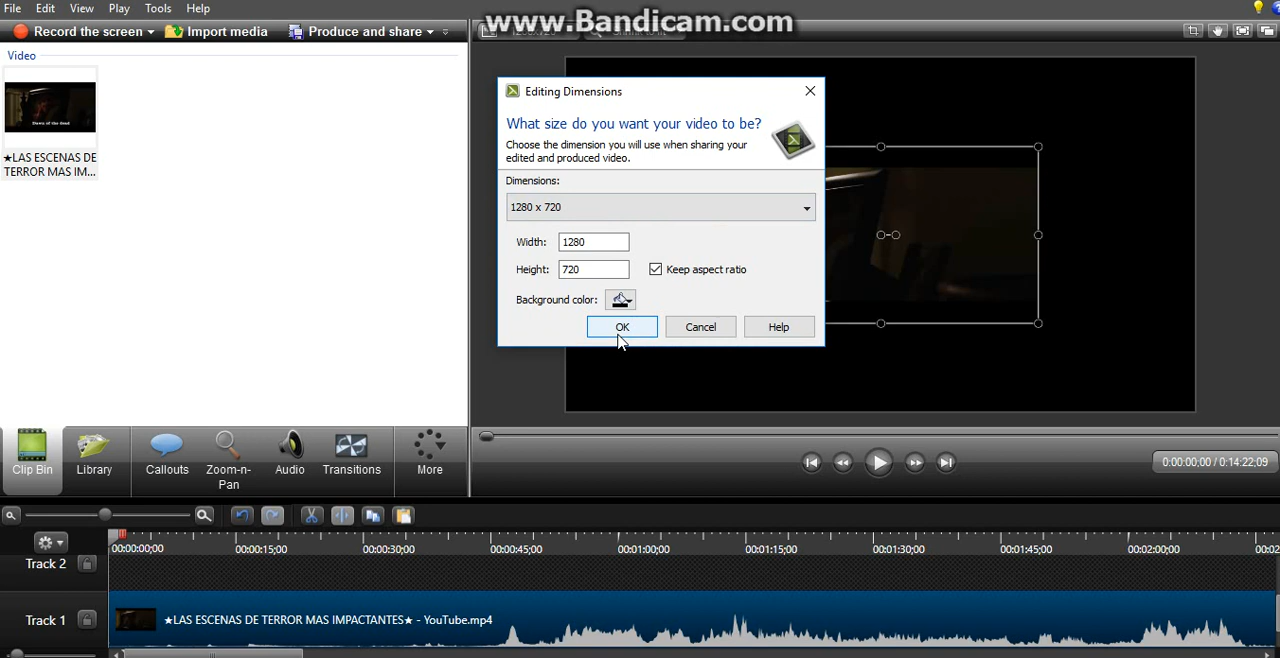 File Edit View Play Tools Help
www.Bandicam.com
Record the screen Import media Produce and share
Video
Dawn of the dead
★LAS ESCENAS DE
TERROR MAS IM...
Editing Dimensions
What size do you want your video to be?
Choose the dimension you will use when sharing your
edited and produced video.
Dimensions:
1280 x 720
Width: 1280
Height: 720 Keep aspect ratio
Background color:
OK Cancel Help
Clip Bin Library Callouts Zoom-n-
Pan Audio Transitions More
0:00:00;00 / 0:14:22;09
00:00:00;00 00:00:15;00 00:00:30;00 00:00:45;00 00:01:00;00 00:01:15;00 00:01:30;00 00:01:45;00 00:02:00;00 00:02
Track 2
Track 1 ★LAS ESCENAS DE TERROR MAS IMPACTANTES★ - YouTube.mp4